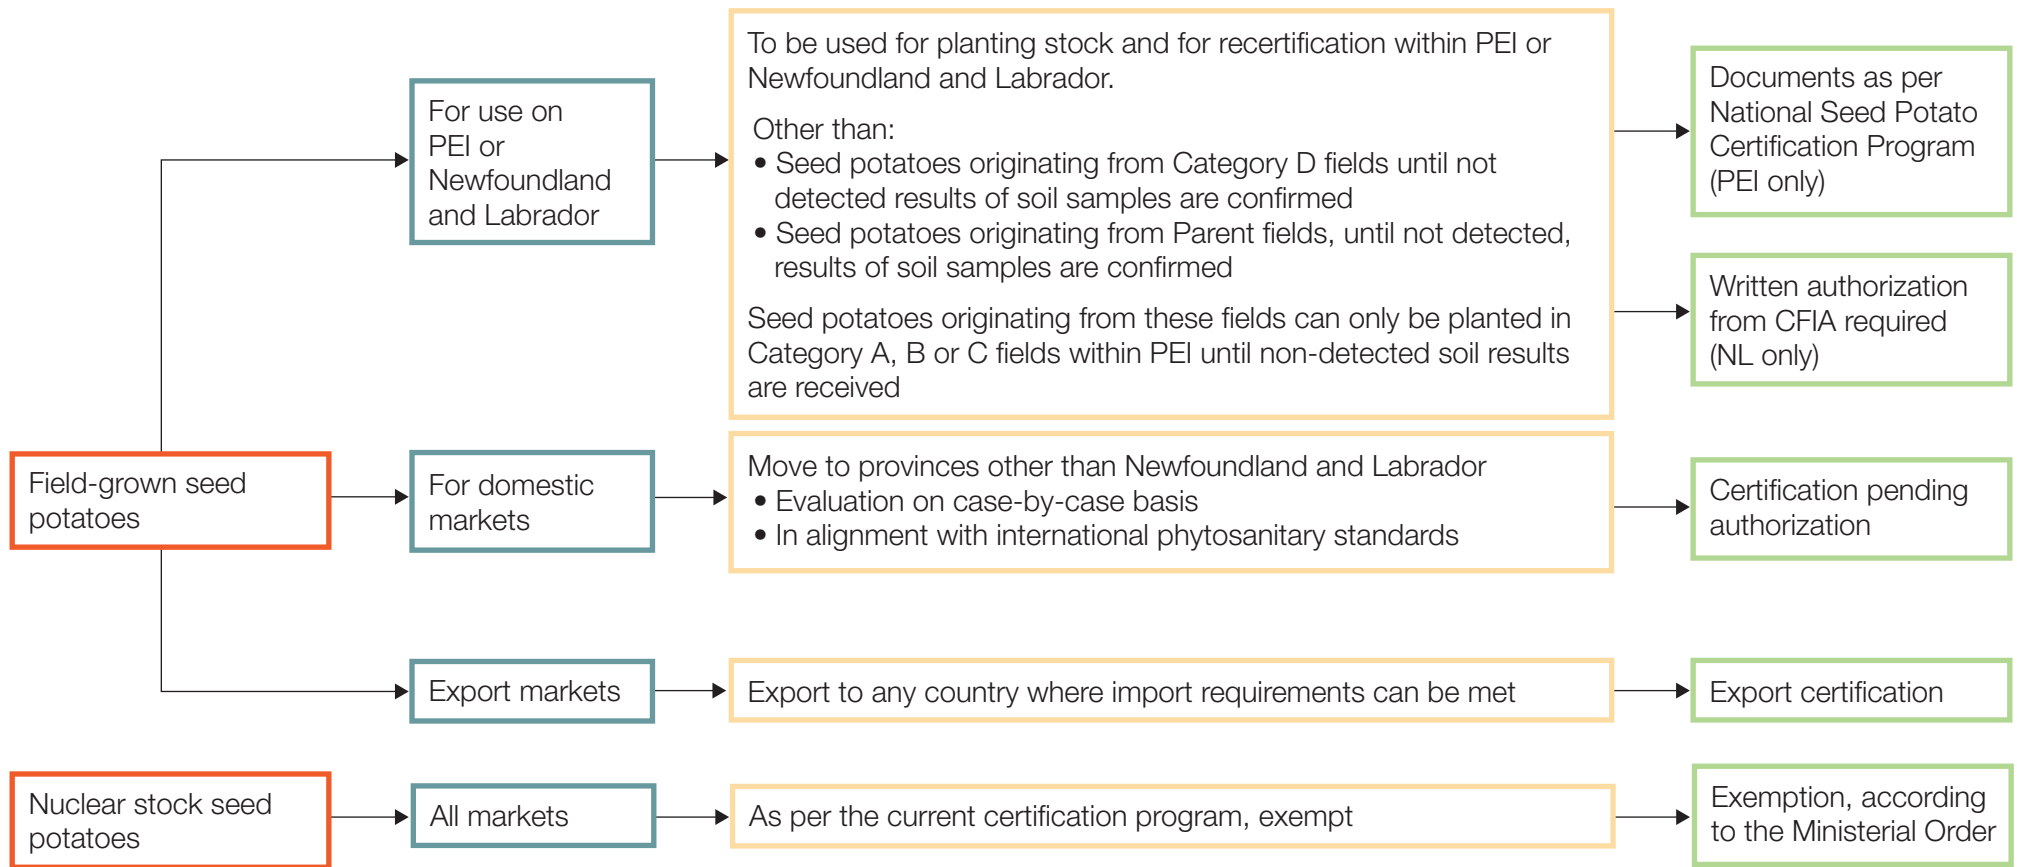 Field-grown seed
potatoes
For use on
PEI or
Newfoundland
and Labrador
To be used for planting stock and for recertification within PEI or
Newfoundland and Labrador.
Other than:
• Seed potatoes originating from Category D fields until not
detected results of soil samples are confirmed
• Seed potatoes originating from Parent fields, until not detected,
results of soil samples are confirmed
Seed potatoes originating from these fields can only be planted in
Category A, B or C fields within PEI until non-detected soil results
are received
Documents as per
National Seed Potato
Certification Program
(PEI only)
Written authorization
from CFIA required
(NL only)
For domestic
markets
Move to provinces other than Newfoundland and Labrador
• Evaluation on case-by-case basis
• In alignment with international phytosanitary standards
Certification pending
authorization
Export markets
Export to any country where import requirements can be met
Export certification
Nuclear stock seed
potatoes
All markets
As per the current certification program, exempt
Exemption, according
to the Ministerial Order